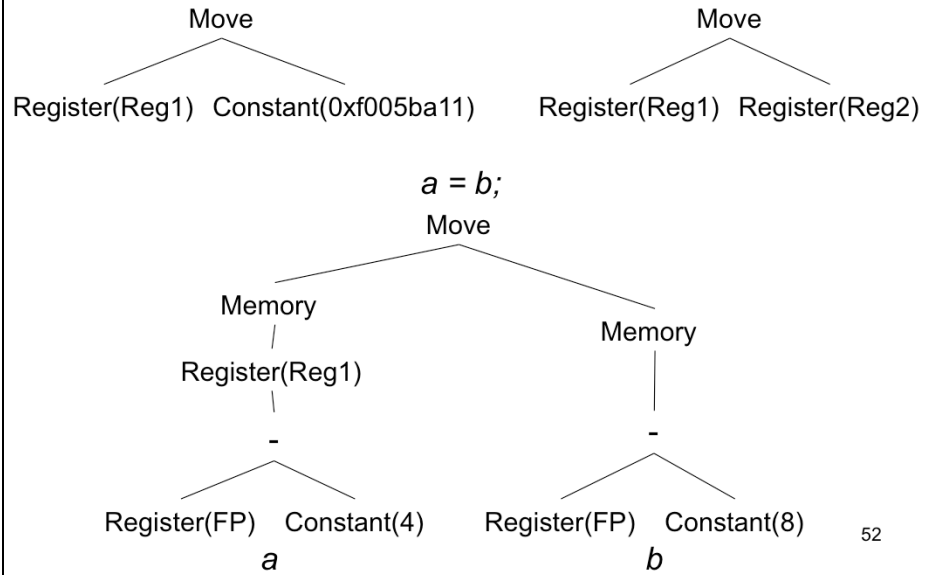 Move Move
Register(Reg1) Constant(0xf005ba11) Register(Reg1) Register(Reg2)
a = b;
Move
Memory
Memory
Register(Reg1)
- -
Register(FP) Constant(4) Register(FP) Constant(8)
52
a b